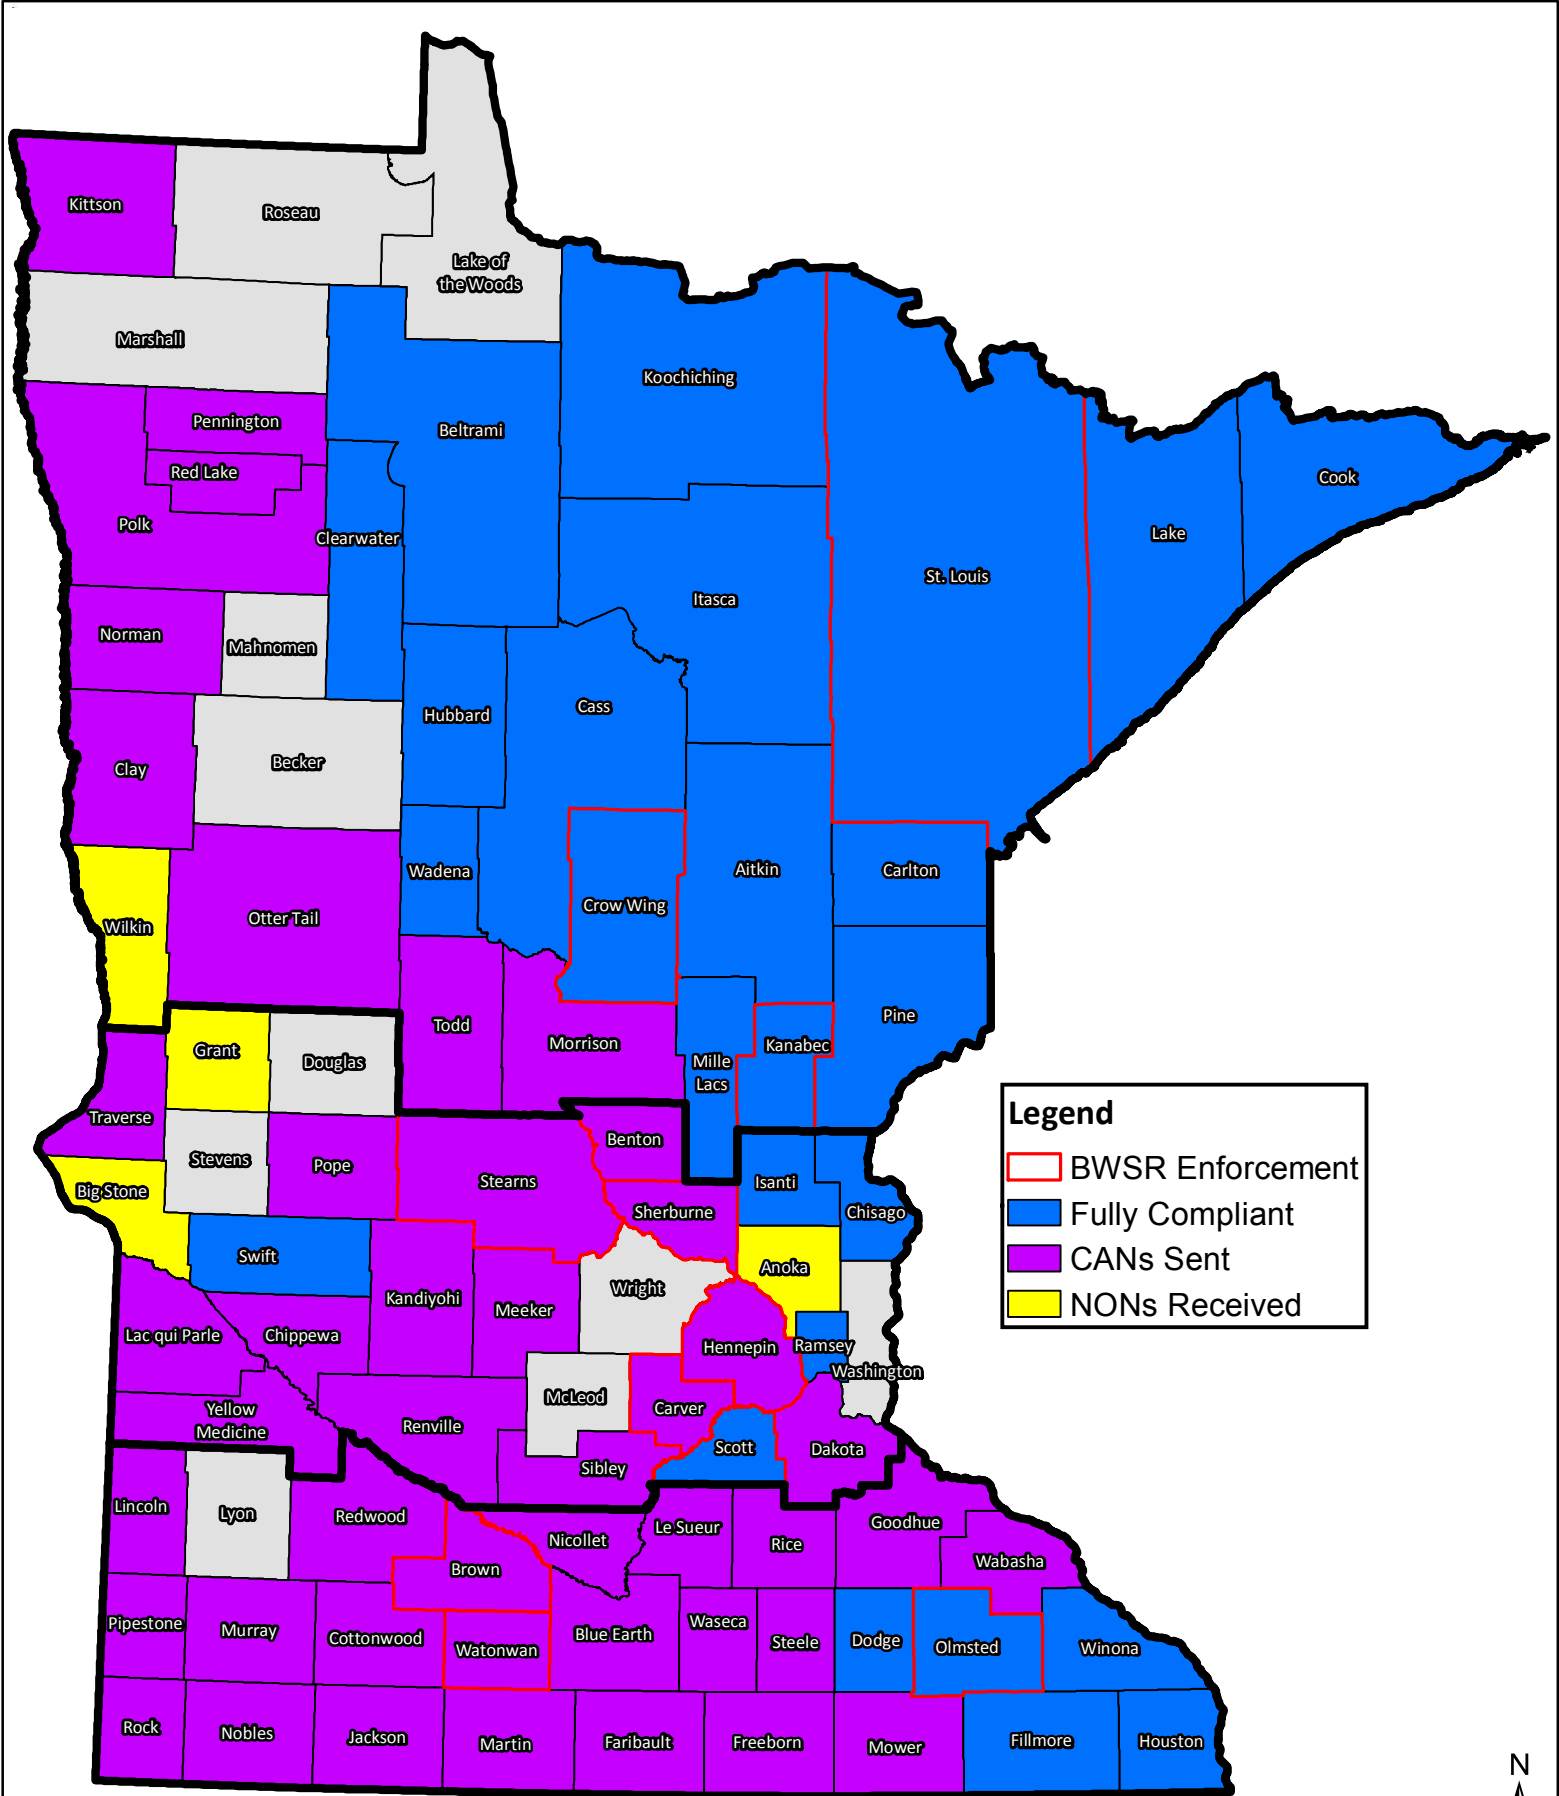 Kittson
Roseau
Lake of
the Woods
Marshall
Koochiching
Pennington
Beltrami
Red Lake
Cook
Polk
Clearwater
Lake
St. Louis
Itasca
Norman
Mahnomen
Hubbard
Cass
Clay
Becker
Wadena
Aitkin
Carlton
Crow Wing
Otter Tail
Wilkin
Pine
Todd
Morrison
Kanabec
Grant
Douglas
Mille
Lacs
Traverse
Benton
Stevens
Pope
Stearns
Isanti
Big Stone
Sherburne
Chisago
Swift
Anoka
Wright
Kandiyohi
Meeker
Lac qui Parle
Chippewa
Hennepin
Ramsey
Washington
McLeod
Yellow
Medicine
Renville
Carver
Scott
Dakota
Sibley
Lincoln
Lyon
Redwood
Nicollet
Le Sueur
Rice
Goodhue
Wabasha
Brown
Pipestone
Murray
Cottonwood
Watonwan
Blue Earth
Waseca
Steele
Dodge
Olmsted
Winona
Rock
Nobles
Jackson
Martin
Faribault
Freeborn
Mower
Fillmore
Houston
Legend
BWSR Enforcement
Fully Compliant
CANs Sent
NONs Received
N